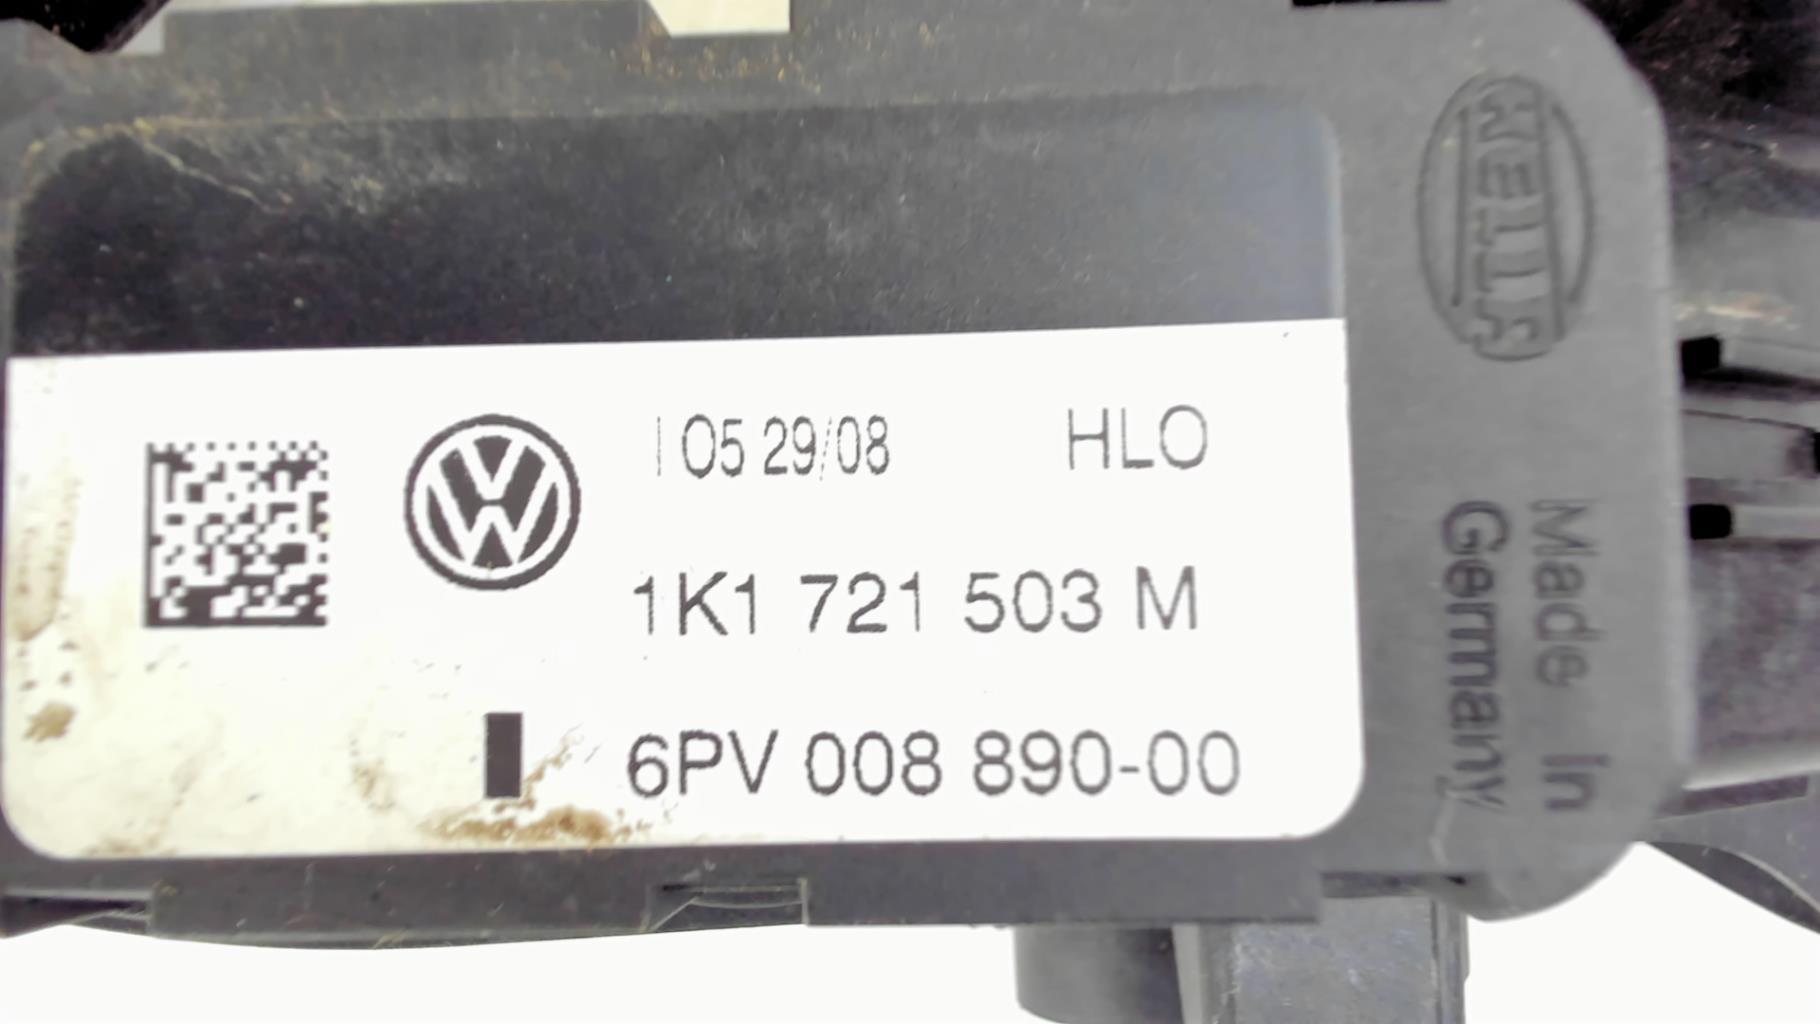 I 05 29/08 HLO
1K1 721 503 M
6PV 008 890-00
HELLA
Made in
Germany